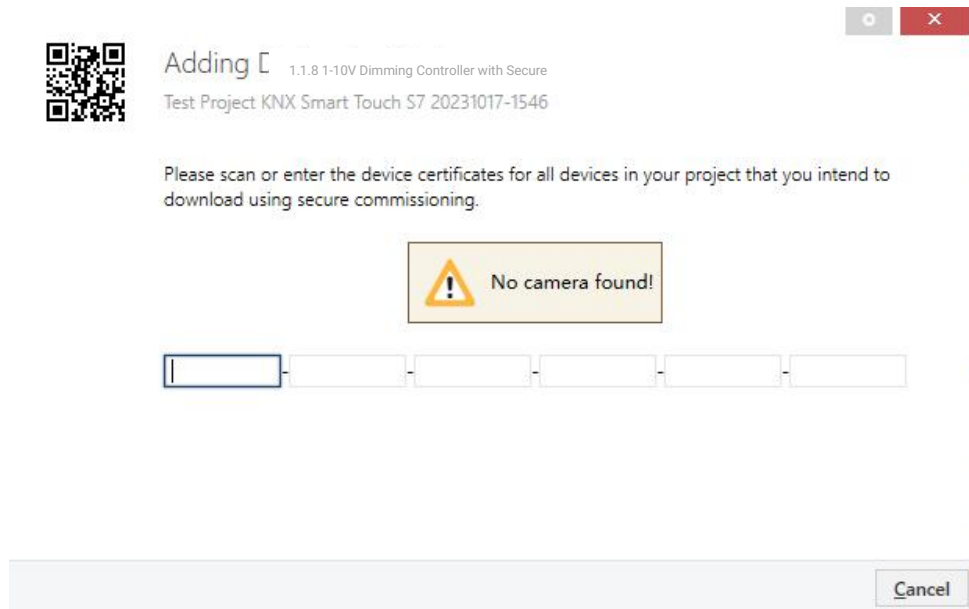 Adding D
1.1.8 1-10V Dimming Controller with Secure
Test Project KNX Smart Touch S7 20231017-1546
Please scan or enter the device certificates for all devices in your project that you intend to
download using secure commissioning.
No camera found!
- - - - -
Cancel